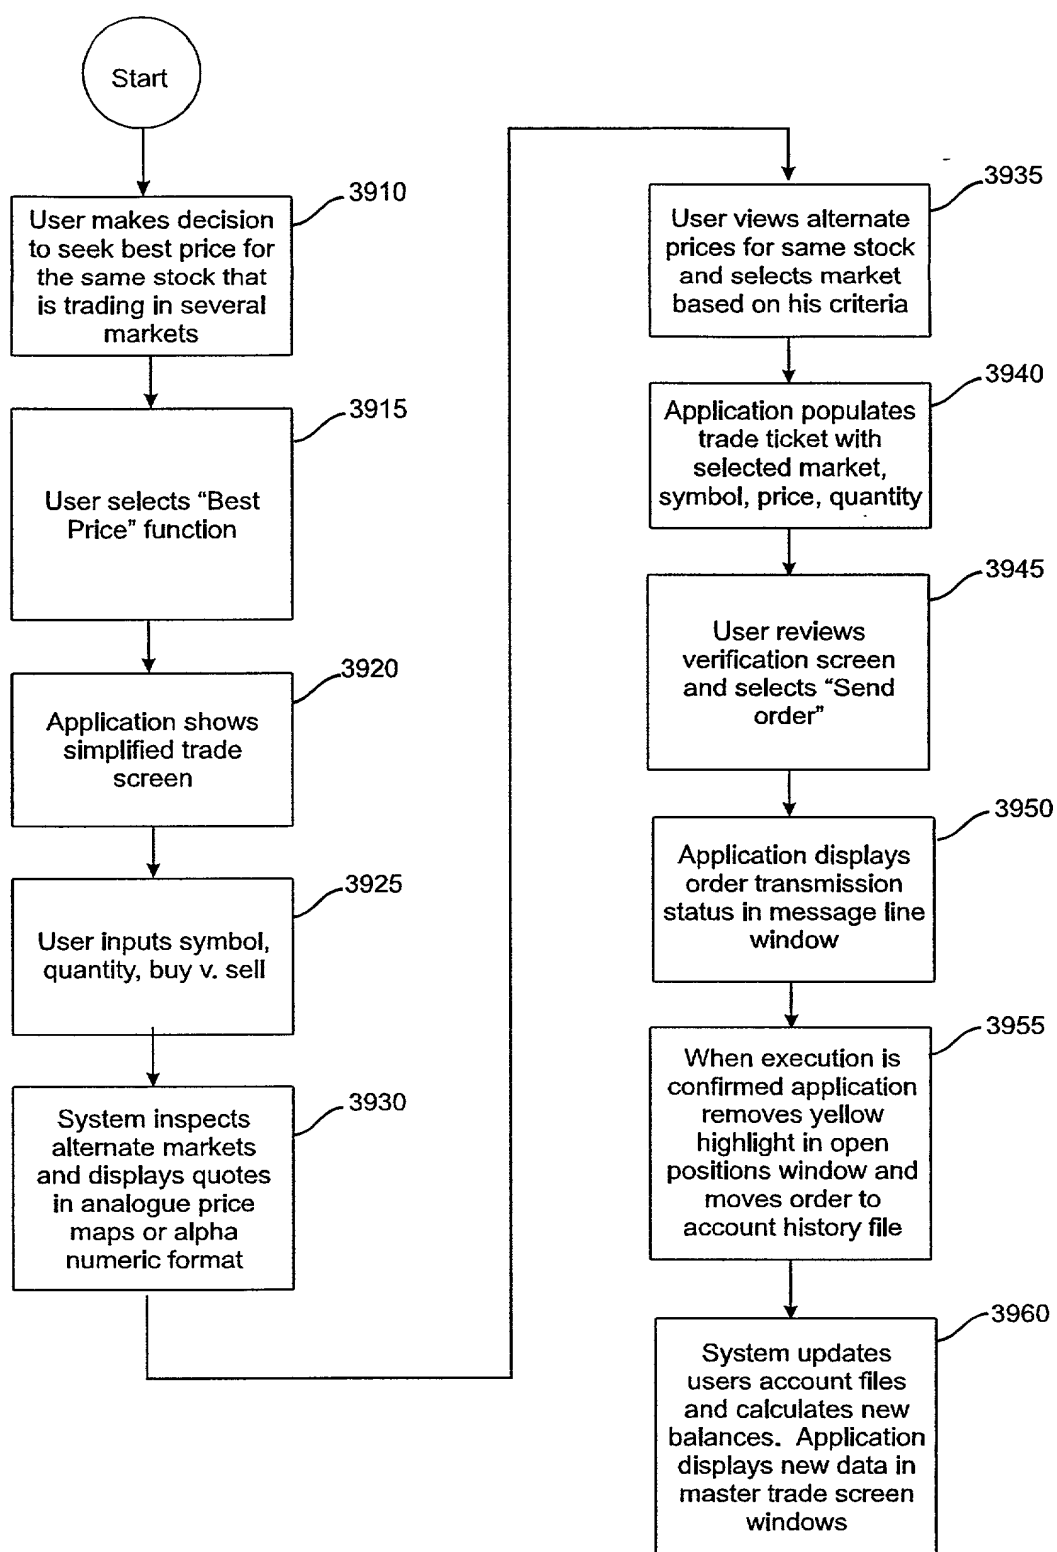 Start
3910
User makes decision
to seek best price for
the same stock that
is trading in several
markets
3915
User selects “Best
Price” function
3920
Application shows
simplified trade
screen
3925
User inputs symbol,
quantity, buy v. sell
3930
System inspects
alternate markets
and displays quotes
in analogue price
maps or alpha
numeric format
3935
User views alternate
prices for same stock
and selects market
based on his criteria
3940
Application populates
trade ticket with
selected market,
symbol, price, quantity
3945
User reviews
verification screen
and selects “Send
order”
3950
Application displays
order transmission
status in message line
window
3955
When execution is
confirmed application
removes yellow
highlight in open
positions window and
moves order to
account history file
3960
System updates
users account files
and calculates new
balances. Application
displays new data in
master trade screen
windows